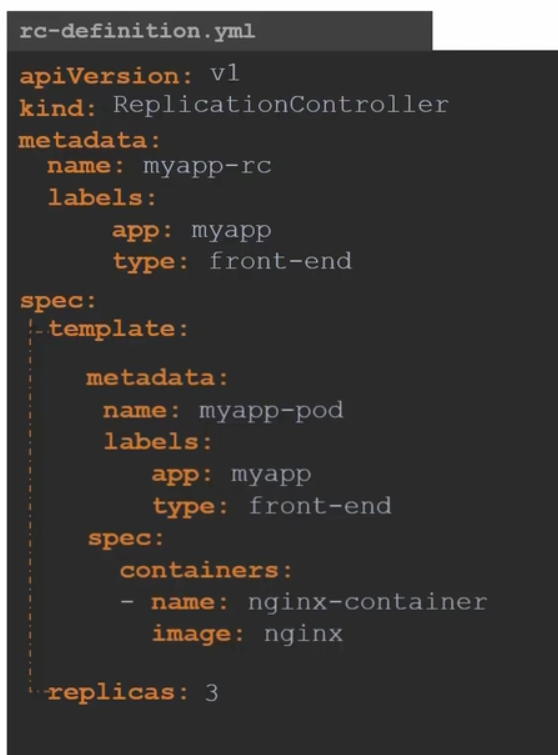 rc-definition.yml
apiVersion: v1
kind: ReplicationController
metadata:
  name: myapp-rc
  labels:
      app: myapp
      type: front-end
spec:
  template:
    metadata:
     name: myapp-pod
     labels:
        app: myapp
        type: front-end
    spec:
      containers:
      - name: nginx-container
        image: nginx
  replicas: 3